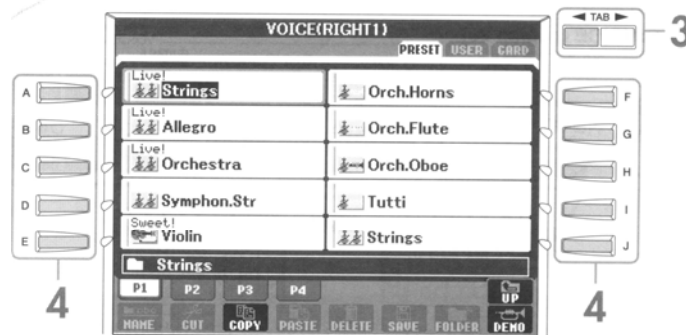 VOICE(RIGHT1)
TAB
3
PRESET USER CARD
A
Live!
Strings
Orch.Horns
F
B
Live!
Allegro
Orch.Flute
G
C
Live!
Orchestra
Orch.Oboe
H
D
Symphon.Str
Tutti
I
E
Sweet!
Violin
Strings
J
4
Strings
4
P1 P2 P3 P4
UP
NAME CUT COPY PASTE DELETE SAVE FOLDER DEMO